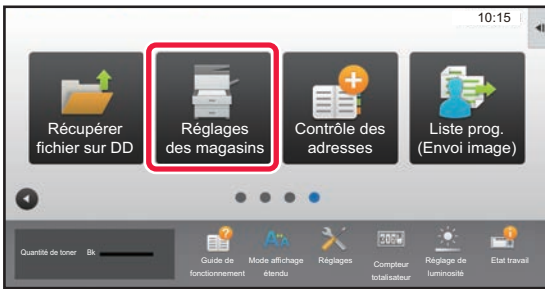 10:15
Récupérer
fichier sur DD
Réglages
des magasins
Contrôle des
adresses
Liste prog.
(Envoi image)
Quantité de toner Bk
Guide de
fonctionnement
Mode affichage
étendu
Réglages
Compteur
totalisateur
Réglage de
luminosité
Etat travail